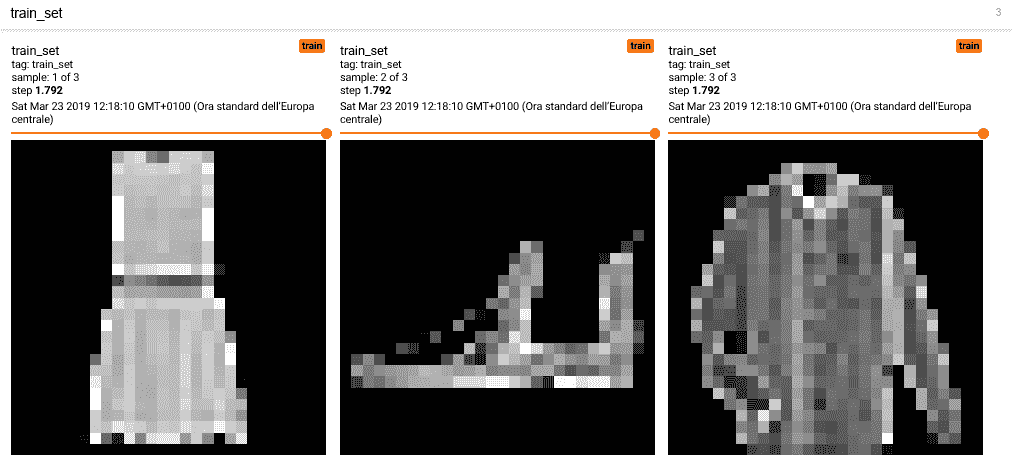 train_set
3
train_set
train
tag: train_set
sample: 1 of 3
step 1.792
Sat Mar 23 2019 12:18:10 GMT+0100 (Ora standard dell'Europa
centrale)
train_set
train
tag: train_set
sample: 2 of 3
step 1.792
Sat Mar 23 2019 12:18:10 GMT+0100 (Ora standard dell'Europa
centrale)
train_set
train
tag: train_set
sample: 3 of 3
step 1.792
Sat Mar 23 2019 12:18:10 GMT+0100 (Ora standard dell'Europa
centrale)